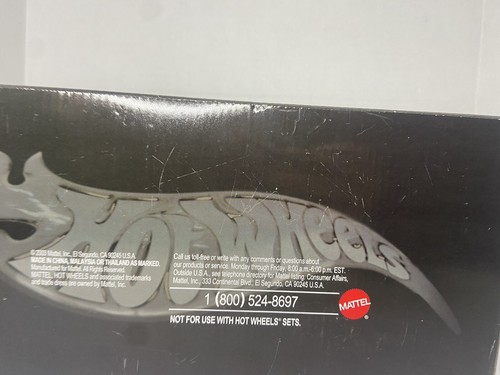 HOT WHEELS
© 2003 Mattel, Inc., El Segundo, CA 90245 U.S.A.
MADE IN CHINA, MALAYSIA OR THAILAND AS MARKED.
Manufactured for Mattel. All Rights Reserved.
MATTEL, HOT WHEELS and associated trademarks
and trade dress are owned by Mattel, Inc.
Call us toll-free or write with any comments or questions about
our products or service. Monday through Friday, 8:00 a.m.-6:00 p.m. EST.
Outside U.S.A., see telephone directory for Mattel listing. Consumer Affairs,
Mattel, Inc., 333 Continental Blvd., El Segundo, CA 90245 U.S.A.
1 (800) 524-8697
MATTEL®
NOT FOR USE WITH HOT WHEELS® SETS.